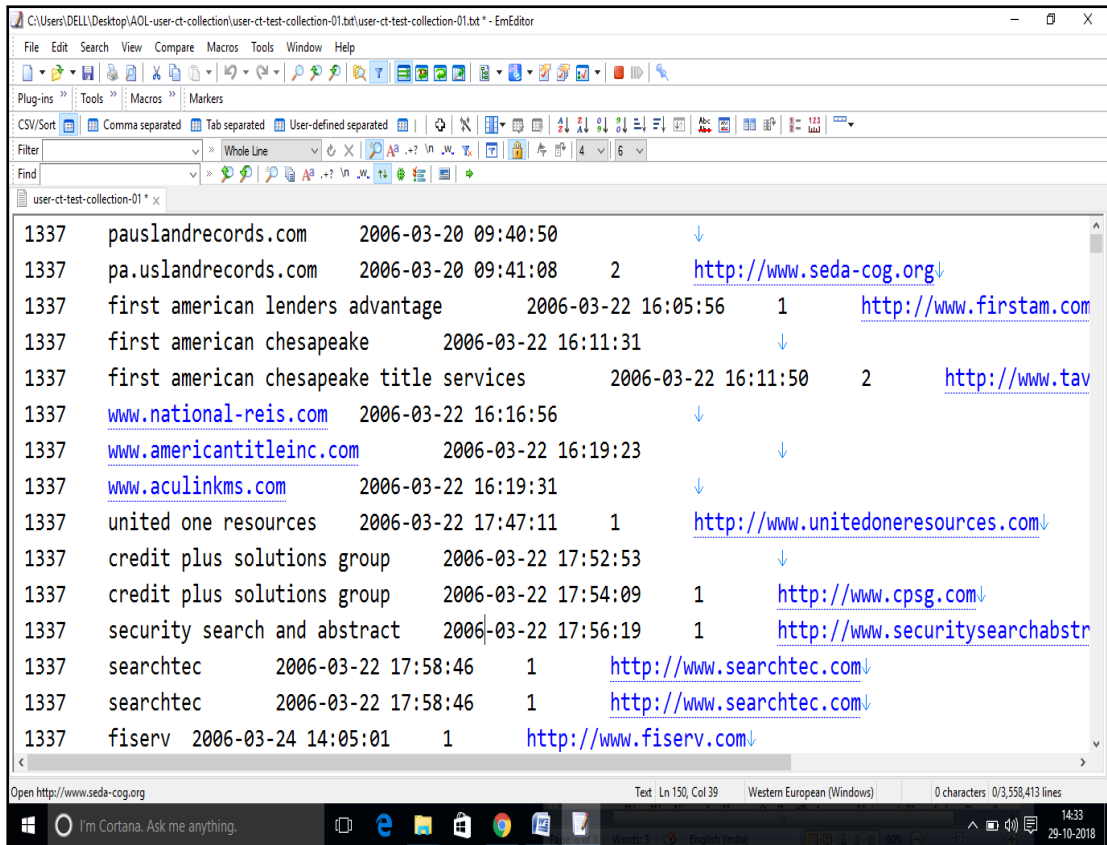 C:\Users\DELL\Desktop\AOL-user-ct-collection\user-ct-test-collection-01.txt\user-ct-test-collection-01.txt * - EmEditor
File Edit Search View Compare Macros Tools Window Help
Plug-ins » Tools » Macros » Markers
CSV/Sort Comma separated Tab separated User-defined separated
Filter » Whole Line 4 6
Find »
user-ct-test-collection-01 * x
1337 pauslandrecords.com 2006-03-20 09:40:50 ↓
1337 pa.uslandrecords.com 2006-03-20 09:41:08 2 http://www.seda-cog.org↓
1337 first american lenders advantage 2006-03-22 16:05:56 1 http://www.firstam.com
1337 first american chesapeake 2006-03-22 16:11:31 ↓
1337 first american chesapeake title services 2006-03-22 16:11:50 2 http://www.tav
1337 www.national-reis.com 2006-03-22 16:16:56 ↓
1337 www.americantitleinc.com 2006-03-22 16:19:23 ↓
1337 www.aculinkms.com 2006-03-22 16:19:31 ↓
1337 united one resources 2006-03-22 17:47:11 1 http://www.unitedoneresources.com↓
1337 credit plus solutions group 2006-03-22 17:52:53 ↓
1337 credit plus solutions group 2006-03-22 17:54:09 1 http://www.cpsg.com↓
1337 security search and abstract 2006-03-22 17:56:19 1 http://www.securitysearchabstr
1337 searchtec 2006-03-22 17:58:46 1 http://www.searchtec.com↓
1337 searchtec 2006-03-22 17:58:46 1 http://www.searchtec.com↓
1337 fiserv 2006-03-24 14:05:01 1 http://www.fiserv.com↓
Open http://www.seda-cog.org Text Ln 150, Col 39 Western European (Windows) 0 characters 0/3,558,413 lines
I'm Cortana. Ask me anything. 14:33
Words: 3 English (India) 90% 29-10-2018